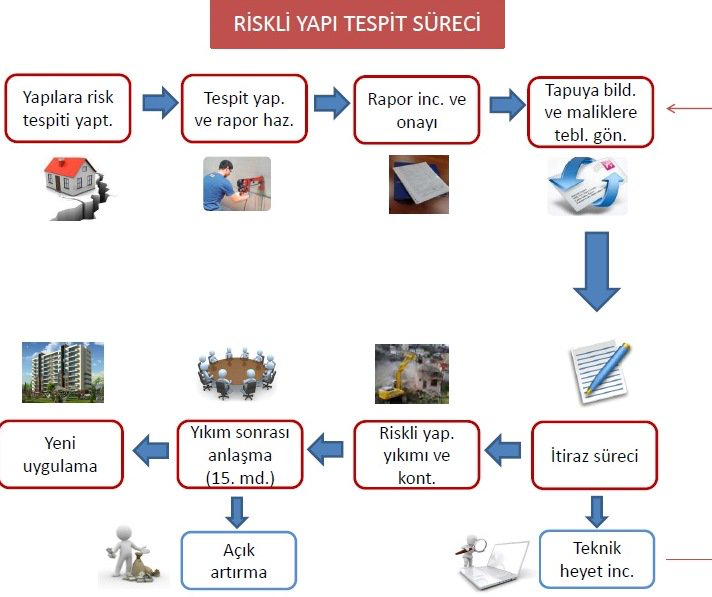 RİSKLİ YAPI TESPİT SÜRECİ
Yapılara risk
tespiti yapt.
Tespit yap.
ve rapor haz.
Rapor inc. ve
onayı
Tapuya bild.
ve maliklere
tebl. gön.
Yeni
uygulama
Yıkım sonrası
anlaşma
(15. md.)
Riskli yap.
yıkımı ve
kont.
İtiraz süreci
Açık
artırma
Teknik
heyet inc.